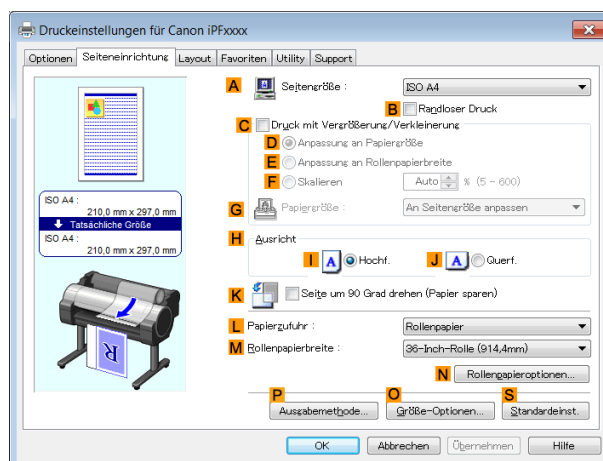 Druckeinstellungen für Canon iPFxxxx
Optionen Seiteneinrichtung Layout Favoriten Utility Support
A Seitengröße : ISO A4
B Randloser Druck
C Druck mit Vergrößerung/Verkleinerung
D Anpassung an Papiergröße
E Anpassung an Rollenpapierbreite
F Skalieren Auto % (5 - 600)
G Papiergröße : An Seitengröße anpassen
ISO A4 :
210,0 mm x 297,0 mm
Tatsächliche Größe
ISO A4 :
210,0 mm x 297,0 mm
H Ausricht
I A Hochf. J A Querf.
K Seite um 90 Grad drehen (Papier sparen)
L Papierzufuhr : Rollenpapier
M Rollenpapierbreite : 36-Inch-Rolle (914,4mm)
N Rollenpapieroptionen...
P O S
Ausgabemethode... Größe-Optionen... Standardeinst.
R
OK Abbrechen Übernehmen Hilfe